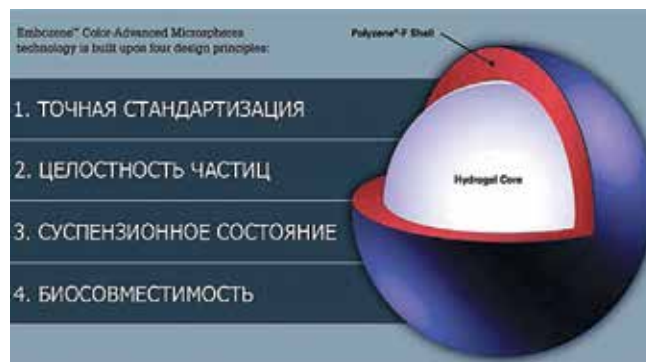 Embozene™ Color-Advanced Microspheres
technology is built upon four design principles:
Polyzene®-F Shell
1. ТОЧНАЯ СТАНДАРТИЗАЦИЯ
2. ЦЕЛОСТНОСТЬ ЧАСТИЦ
Hydrogel Core
3. СУСПЕНЗИОННОЕ СОСТОЯНИЕ
4. БИОСОВМЕСТИМОСТЬ